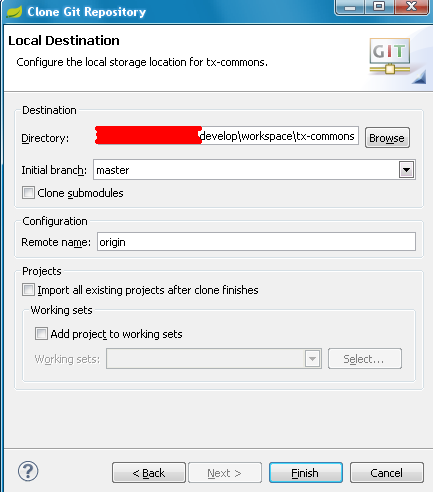 Clone Git Repository
Local Destination
Configure the local storage location for tx-commons.
GIT
Destination
Directory: develop\workspace\tx-commons Browse
Initial branch: master
Clone submodules
Configuration
Remote name: origin
Projects
Import all existing projects after clone finishes
Working sets
Add project to working sets
Working sets: Select...
? < Back Next > Finish Cancel